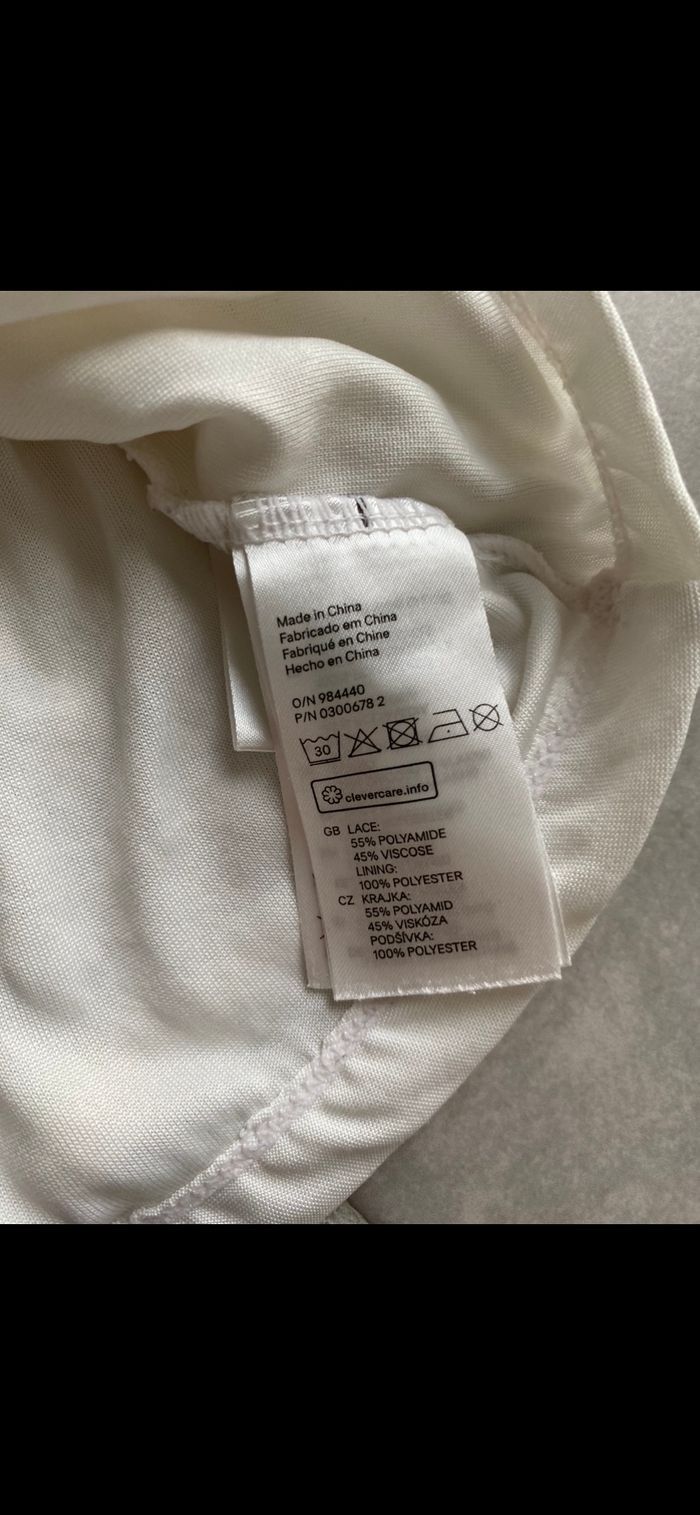 Made in China
Fabricado em China
Fabriqué en Chine
Hecho en China
O/N 984440
P/N 0300678 2
30
clevercare.info
GB LACE:
55% POLYAMIDE
45% VISCOSE
LINING:
100% POLYESTER
CZ KRAJKA:
55% POLYAMID
45% VISKÓZA
PODŠÍVKA:
100% POLYESTER